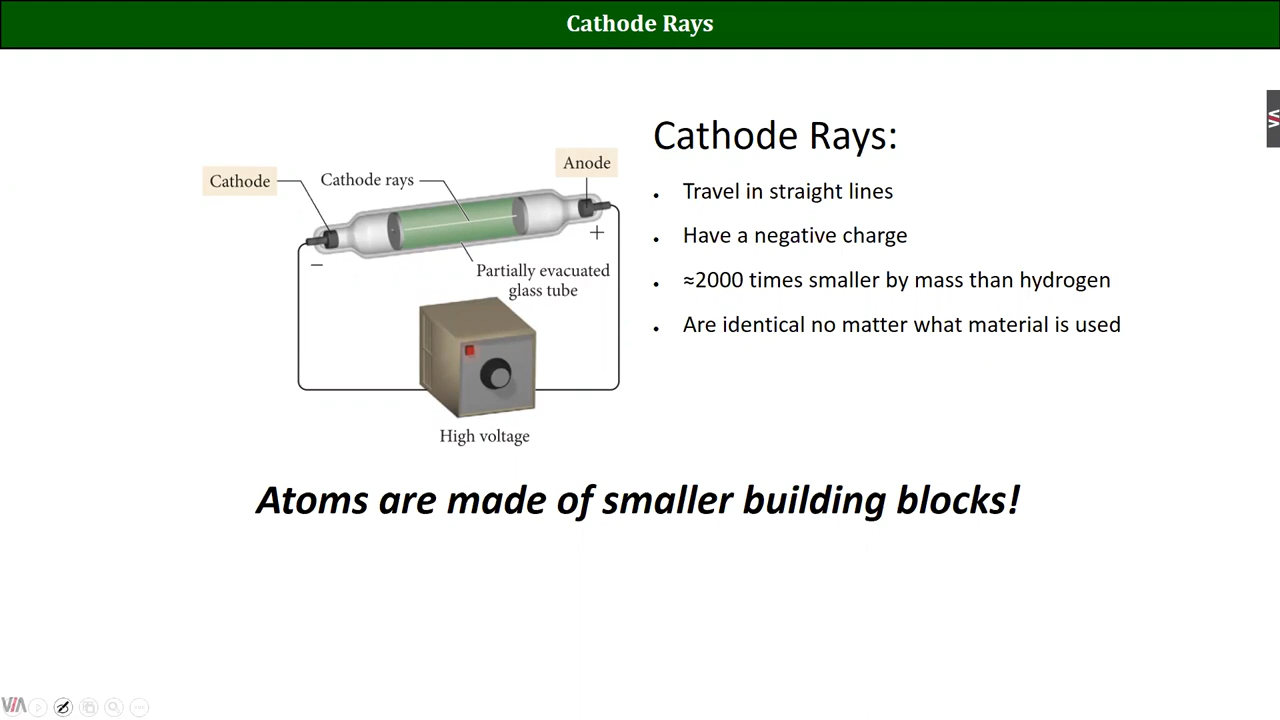 Cathode Rays
Cathode Rays:
Cathode
Cathode rays
Anode
+
−
Partially evacuated
glass tube
High voltage
• Travel in straight lines
• Have a negative charge
• ≈2000 times smaller by mass than hydrogen
• Are identical no matter what material is used
Atoms are made of smaller building blocks!
VIA
VIA